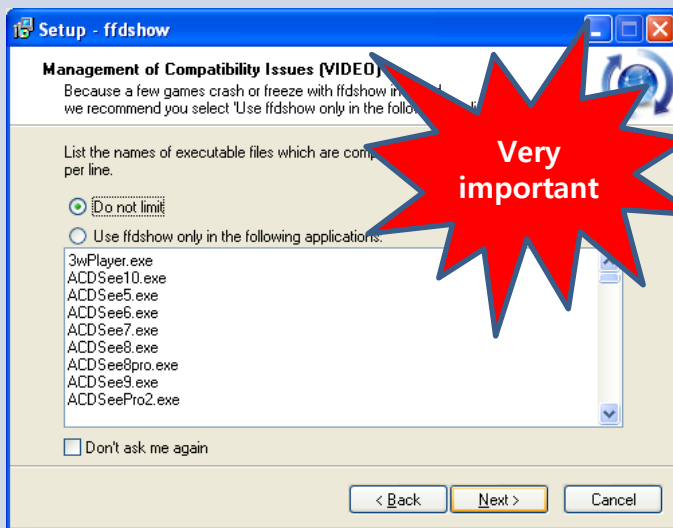 Setup - ffdshow
Management of Compatibility Issues (VIDEO)
Because a few games crash or freeze with ffdshow in
we recommend you select 'Use ffdshow only in the follow
List the names of executable files which are comp
per line.
Very
important
Do not limit
Use ffdshow only in the following applications:
3wPlayer.exe
ACDSee10.exe
ACDSee5.exe
ACDSee6.exe
ACDSee7.exe
ACDSee8.exe
ACDSee8pro.exe
ACDSee9.exe
ACDSeePro2.exe
Don't ask me again
< Back
Next >
Cancel